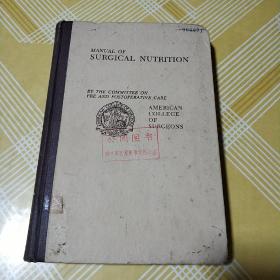 MANUAL OF
SURGICAL NUTRITION
BY THE COMMITTEE ON
PRE AND POSTOPERATIVE CARE
AMERICAN
COLLEGE
OF
SURGEONS